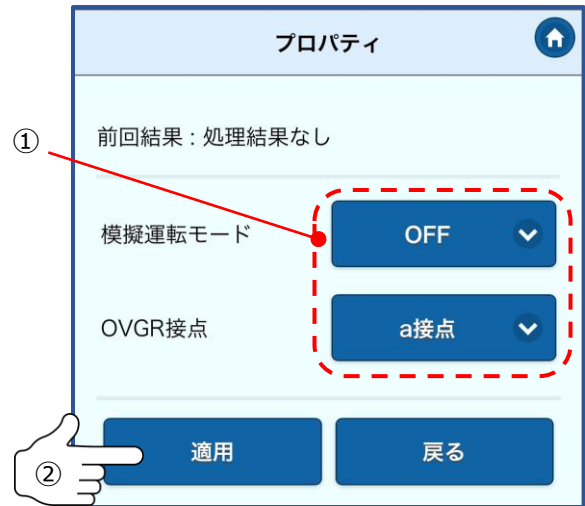 プロパティ
①
前回結果：処理結果なし
模擬運転モード
OFF
OVGR接点
a接点
②
適用
戻る